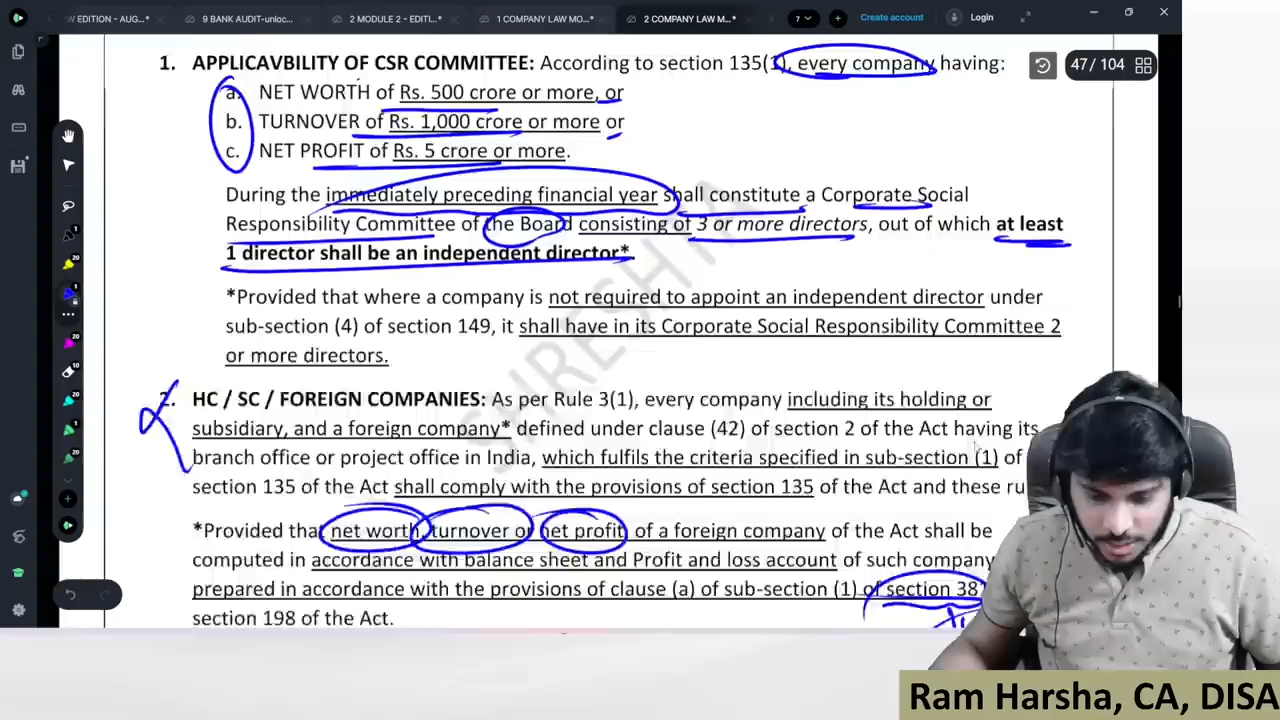 EW EDITION - AUG...*
9 BANK AUDIT-unloc...
2 MODULE 2 - EDITI...*
1 COMPANY LAW MO...*
2 COMPANY LAW M...*
7
Create account
Login
47 / 104
1. APPLICAVBILITY OF CSR COMMITTEE: According to section 135(1), every company having:
a. NET WORTH of Rs. 500 crore or more, or
b. TURNOVER of Rs. 1,000 crore or more or
c. NET PROFIT of Rs. 5 crore or more.
During the immediately preceding financial year shall constitute a Corporate Social
Responsibility Committee of the Board consisting of 3 or more directors, out of which at least
1 director shall be an independent director*.
*Provided that where a company is not required to appoint an independent director under
sub-section (4) of section 149, it shall have in its Corporate Social Responsibility Committee 2
or more directors.
2. HC / SC / FOREIGN COMPANIES: As per Rule 3(1), every company including its holding or
subsidiary, and a foreign company* defined under clause (42) of section 2 of the Act having its
branch office or project office in India, which fulfils the criteria specified in sub-section (1) of
section 135 of the Act shall comply with the provisions of section 135 of the Act and these ru
*Provided that net worth, turnover or net profit of a foreign company of the Act shall be
computed in accordance with balance sheet and Profit and loss account of such company
prepared in accordance with the provisions of clause (a) of sub-section (1) of section 38
section 198 of the Act.
SHRESHTA
Ram Harsha, CA, DISA